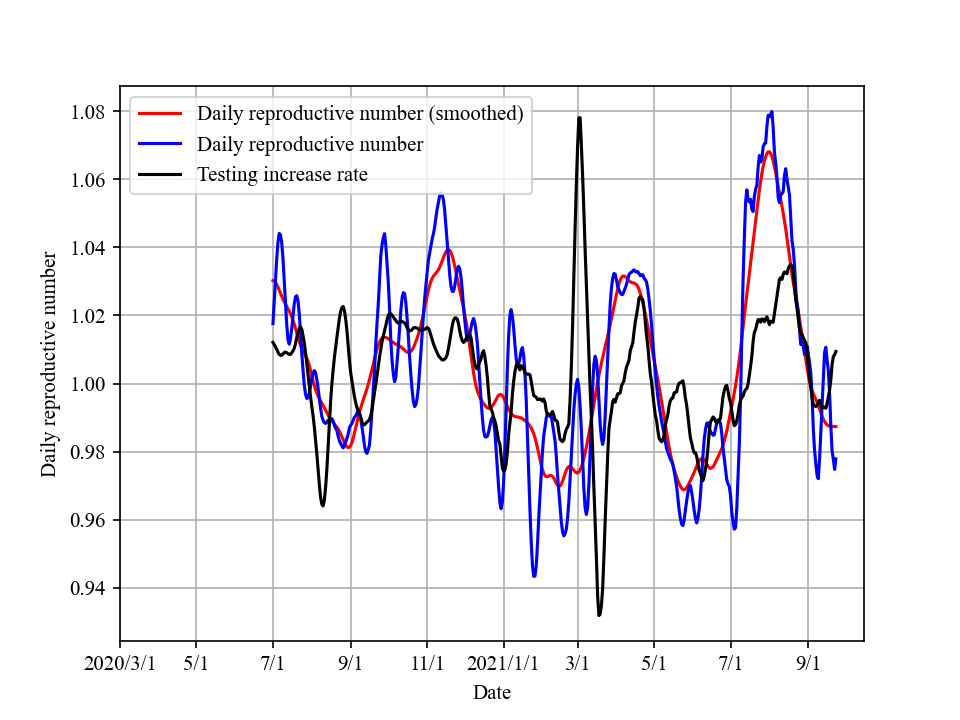 Daily reproductive number (smoothed)
Daily reproductive number
Testing increase rate
Daily reproductive number
1.08
1.06
1.04
1.02
1.00
0.98
0.96
0.94
2020/3/1 5/1 7/1 9/1 11/1 2021/1/1 3/1 5/1 7/1 9/1
Date